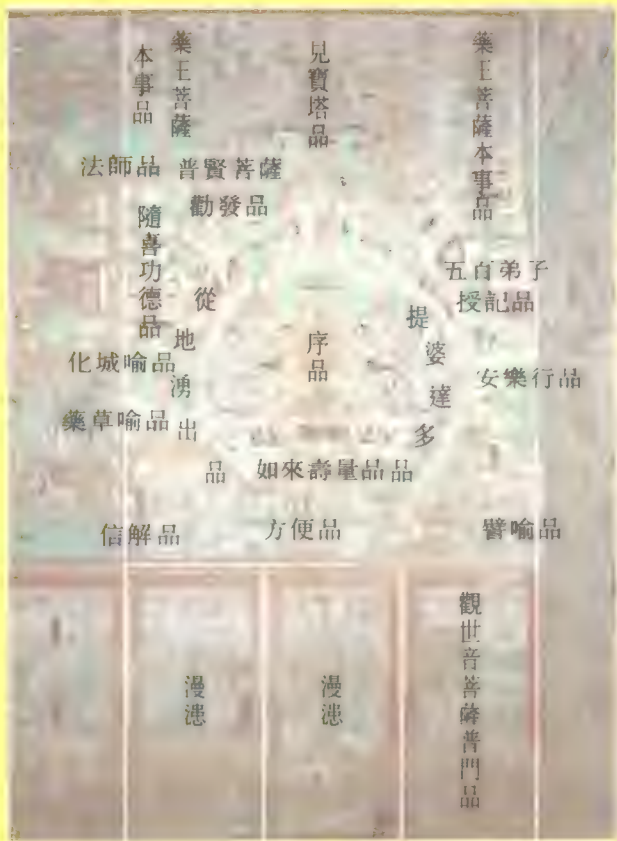 藥王菩薩本事品
見寶塔品
藥王菩薩
本事品
法師品
普賢菩薩
勸發品
隨喜功德品
從地湧出品
序品
提婆達多品
五百弟子
授記品
安樂行品
化城喻品
藥草喻品
如來壽量品
信解品
方便品
譬喻品
觀世音菩薩普門品
漫漶
漫漶